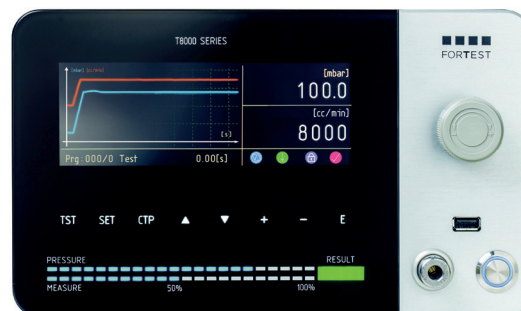 T8000 SERIES
FORTEST
[mbar] [cc/min]
[mbar]
100.0
[cc/min]
8000
[s]
Prg:000/0 Test 0.00[s]
TST SET CTP ▲ ▼ + − E
PRESSURE
RESULT
MEASURE 50% 100%